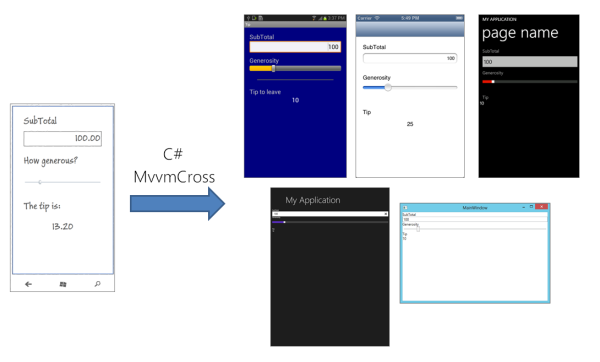 SubTotal
100.00
How generous?
The tip is:
13.20
C#
MvvmCross
5:37 PM
Tip
SubTotal
100
Generosity
Tip to leave
10
Carrier
5:49 PM
SubTotal
100
Generosity
Tip
25
MY APPLICATION
page name
SubTotal
100
Generosity
Tip
10
My Application
MainWindow
SubTotal
100
Generosity
Tip
10